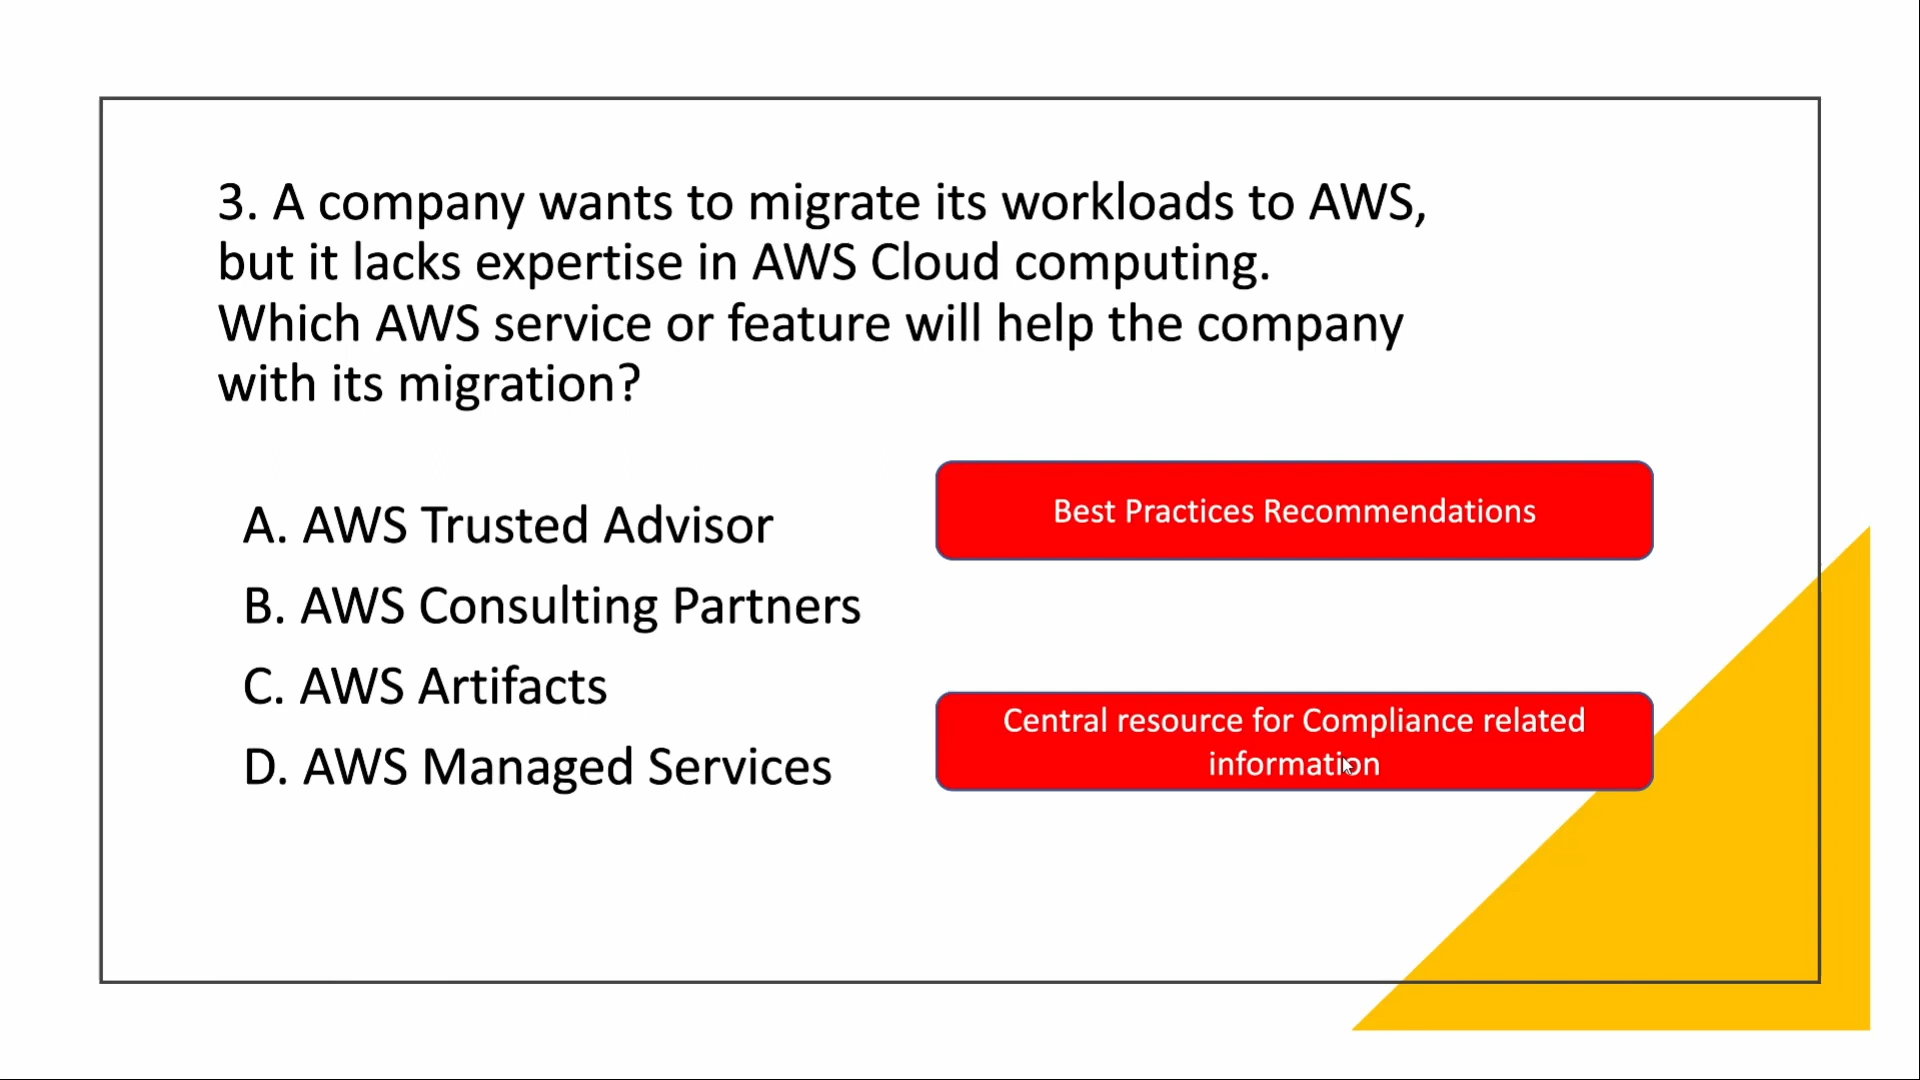 3. A company wants to migrate its workloads to AWS,
but it lacks expertise in AWS Cloud computing.
Which AWS service or feature will help the company
with its migration?
A. AWS Trusted Advisor
Best Practices Recommendations
B. AWS Consulting Partners
C. AWS Artifacts
Central resource for Compliance related
information
D. AWS Managed Services